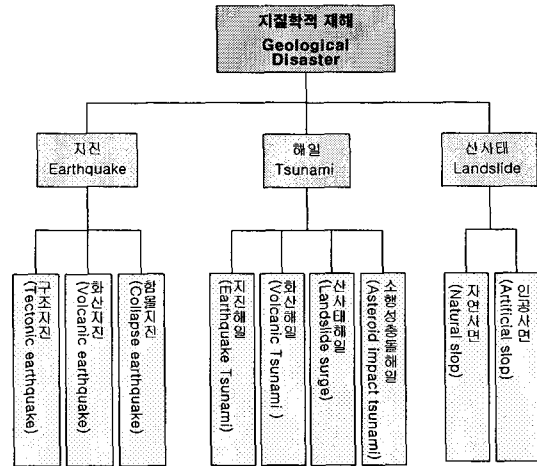 지질학적 재해
Geological
Disaster
지진
Earthquake
해일
Tsunami
산사태
Landslide
구조지진
(Tectonic earthquake)
화산지진
(Volcanic earthquake)
함몰지진
(Collapse earthquake)
지진해일
(Earthquake Tsunami)
화산해일
(Volcanic Tsunami )
산사태해일
(Landslide surge)
소행성충돌해일
(Asteroid impact tsunami)
자연사면
(Natural slop)
인공사면
(Artificial slop)